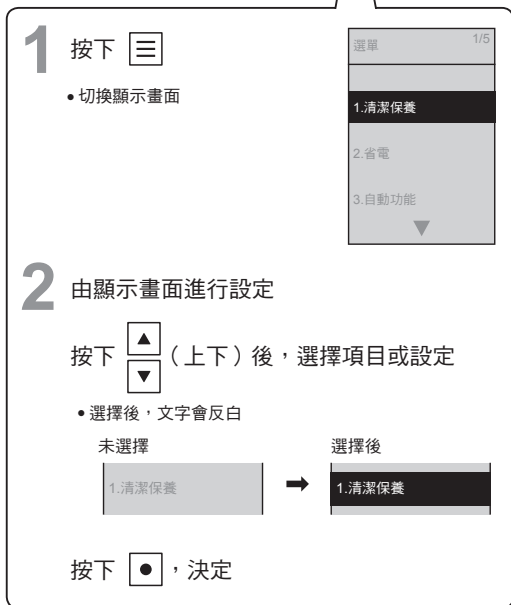 1 按下
• 切換顯示畫面
選單 1/5
1.清潔保養
2.省電
3.自動功能
2 由顯示畫面進行設定
按下 ▲▼（上下）後，選擇項目或設定
• 選擇後，文字會反白
未選擇 選擇後
1.清潔保養 ➡ 1.清潔保養
按下 ●，決定